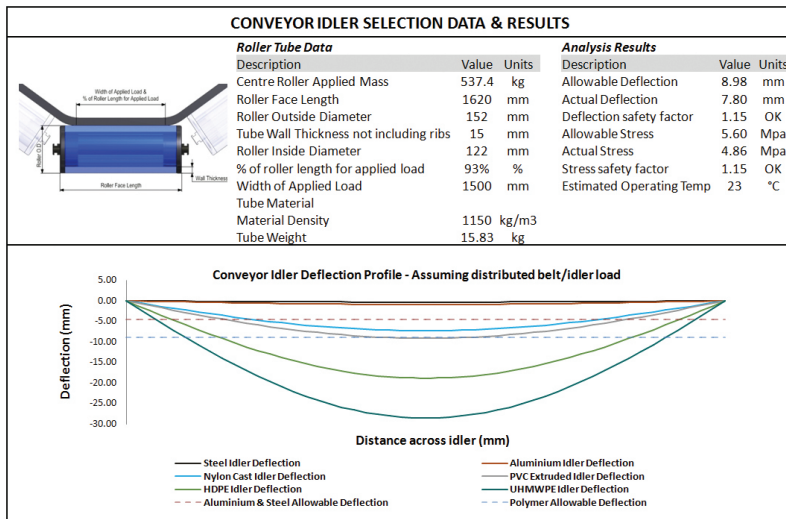 CONVEYOR IDLER SELECTION DATA & RESULTS
Roller Tube Data
Description Value Units
Centre Roller Applied Mass 537.4 kg
Roller Face Length 1620 mm
Roller Outside Diameter 152 mm
Tube Wall Thickness not including ribs 15 mm
Roller Inside Diameter 122 mm
% of roller length for applied load 93% %
Width of Applied Load 1500 mm
Tube Material
Material Density 1150 kg/m3
Tube Weight 15.83 kg
Analysis Results
Description Value Units
Allowable Deflection 8.98 mm
Actual Deflection 7.80 mm
Deflection safety factor 1.15 OK
Allowable Stress 5.60 Mpa
Actual Stress 4.86 Mpa
Stress safety factor 1.15 OK
Estimated Operating Temp 23 °C
Width of Applied Load &
% of Roller Length for Applied Load
Roller O.D
Wall Thickness
Roller Face Length
Conveyor Idler Deflection Profile - Assuming distributed belt/idler load
Deflection (mm)
5.00
0.00
-5.00
-10.00
-15.00
-20.00
-25.00
-30.00
Distance across idler (mm)
Steel Idler Deflection
Aluminium Idler Deflection
Nylon Cast Idler Deflection
PVC Extruded Idler Deflection
HDPE Idler Deflection
UHMWPE Idler Deflection
Aluminium & Steel Allowable Deflection
Polymer Allowable Deflection